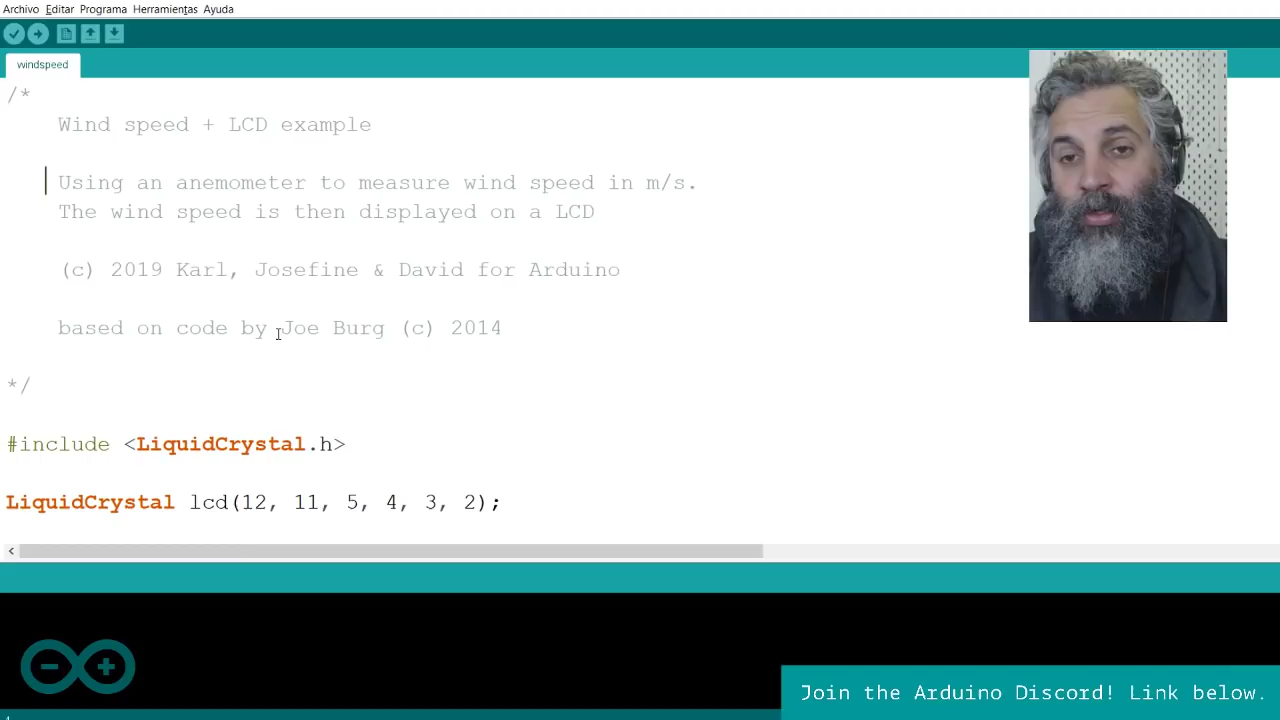 Archivo Editar Programa Herramientas Ayuda
windspeed
/*
Wind speed + LCD example
Using an anemometer to measure wind speed in m/s.
The wind speed is then displayed on a LCD
(c) 2019 Karl, Josefine & David for Arduino
based on code by Joe Burg (c) 2014
*/
#include <LiquidCrystal.h>
LiquidCrystal lcd(12, 11, 5, 4, 3, 2);
Join the Arduino Discord! Link below.